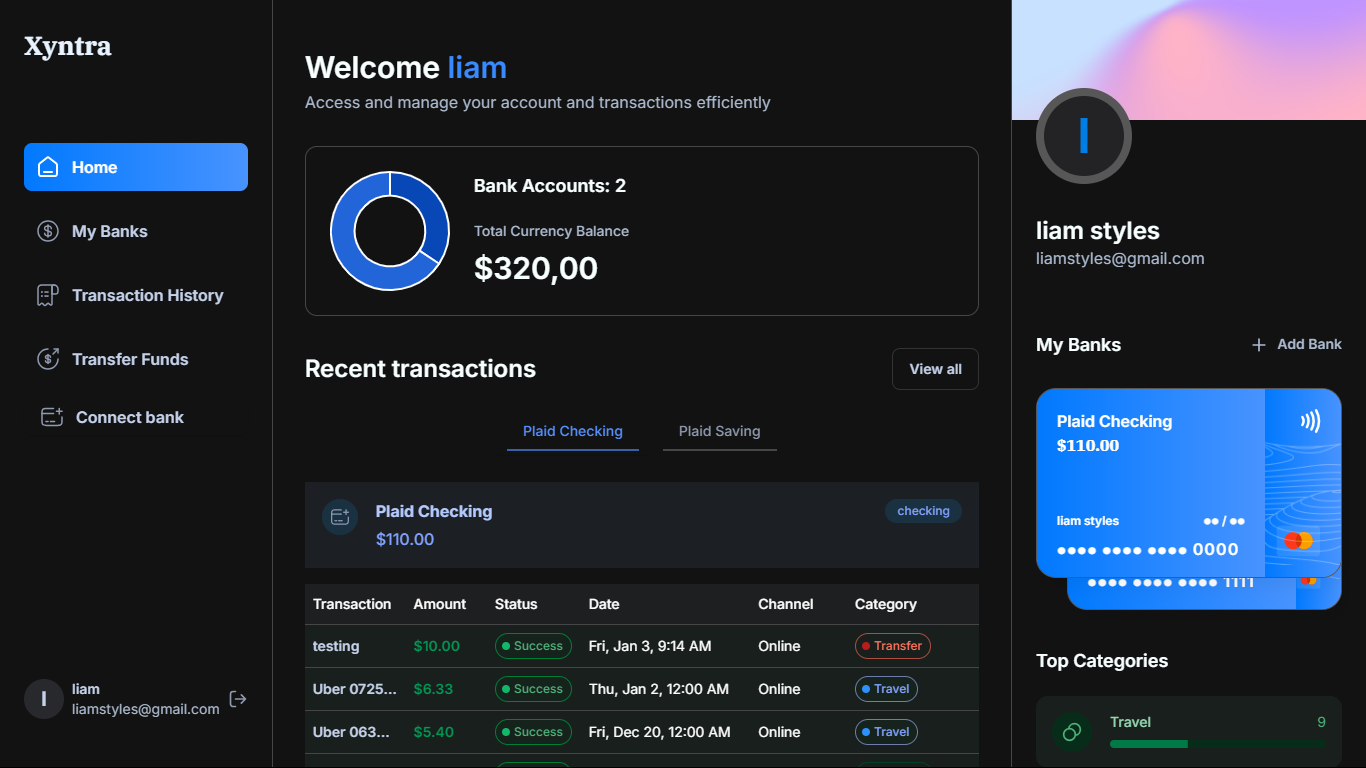 Xyntra
Home
My Banks
Transaction History
Transfer Funds
Connect bank
l
liam
liamstyles@gmail.com
Welcome liam
Access and manage your account and transactions efficiently
Bank Accounts: 2
Total Currency Balance
$320,00
Recent transactions
View all
Plaid Checking Plaid Saving
Plaid Checking
$110.00
checking
Transaction Amount Status Date Channel Category
testing $10.00 Success Fri, Jan 3, 9:14 AM Online Transfer
Uber 0725... $6.33 Success Thu, Jan 2, 12:00 AM Online Travel
Uber 063... $5.40 Success Fri, Dec 20, 12:00 AM Online Travel
l
liam styles
liamstyles@gmail.com
My Banks
+ Add Bank
Plaid Checking
$110.00
liam styles ●● / ●●
●●●● ●●●● ●●●● 0000
●●●● ●●●● ●●●● 1111
Top Categories
Travel 9